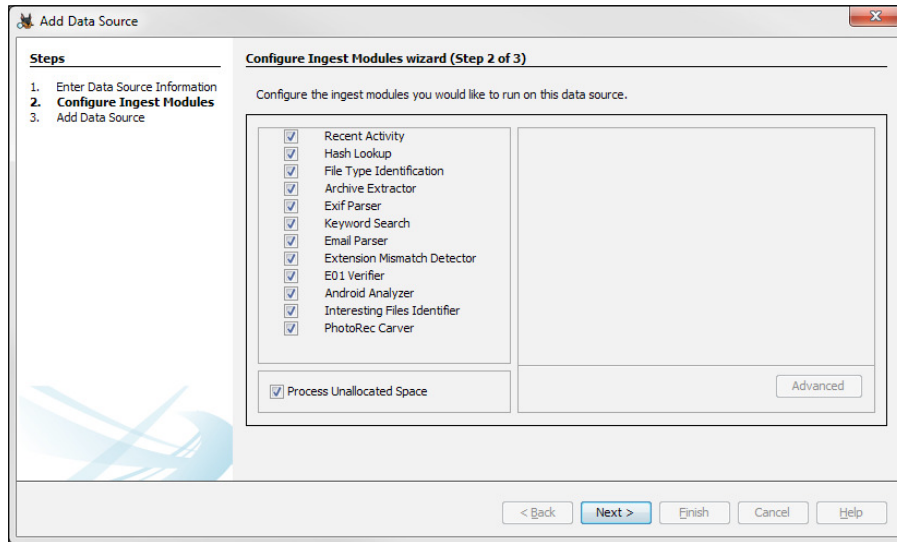 Add Data Source
Steps
1. Enter Data Source Information
2. Configure Ingest Modules
3. Add Data Source
Configure Ingest Modules wizard (Step 2 of 3)
Configure the ingest modules you would like to run on this data source.
Recent Activity
Hash Lookup
File Type Identification
Archive Extractor
Exif Parser
Keyword Search
Email Parser
Extension Mismatch Detector
E01 Verifier
Android Analyzer
Interesting Files Identifier
PhotoRec Carver
Process Unallocated Space
Advanced
< Back
Next >
Finish
Cancel
Help